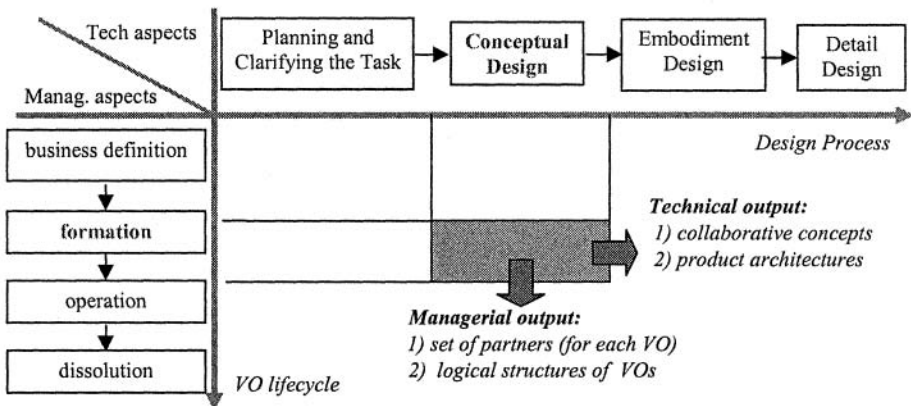 Tech aspects
Manag. aspects
Planning and
Clarifying the Task
Conceptual
Design
Embodiment
Design
Detail
Design
Design Process
business definition
formation
operation
dissolution
VO lifecycle
Technical output:
1) collaborative concepts
2) product architectures
Managerial output:
1) set of partners (for each VO)
2) logical structures of VOs